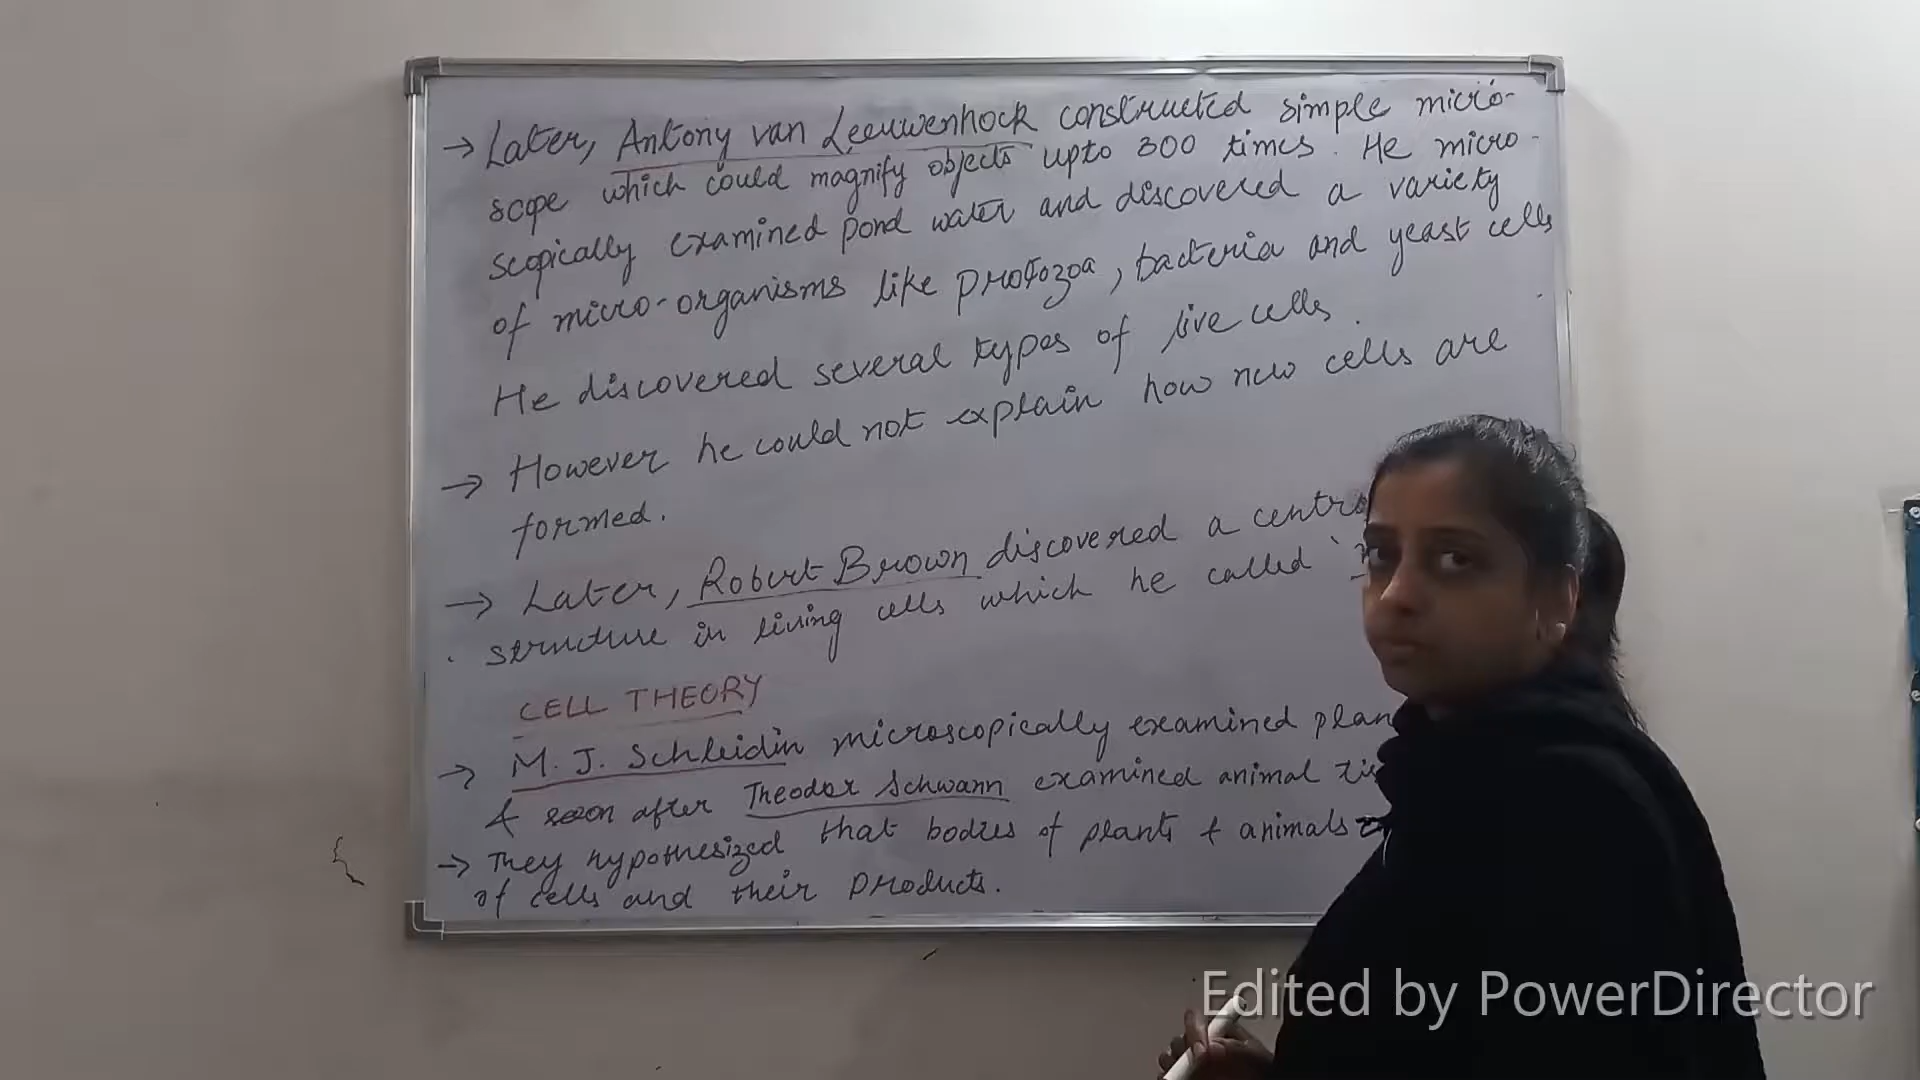 → Later, Antony van Leeuwenhock constructed simple micro-
scope which could magnify objects upto 300 times. He micro-
scopically examined pond water and discovered a variety
of micro-organisms like protozoa, bacteria and yeast cells
He discovered several types of live cells.
→ However he could not explain how new cells are
formed.
→ Later, Robert Brown discovered a centra
structure in living cells which he called '
CELL THEORY
→ M. J. Schleidin microscopically examined plan
& soon after Theodor Schwann examined animal tis
→ They hypothesized that bodies of plants & animals
of cells and their products.
Edited by PowerDirector